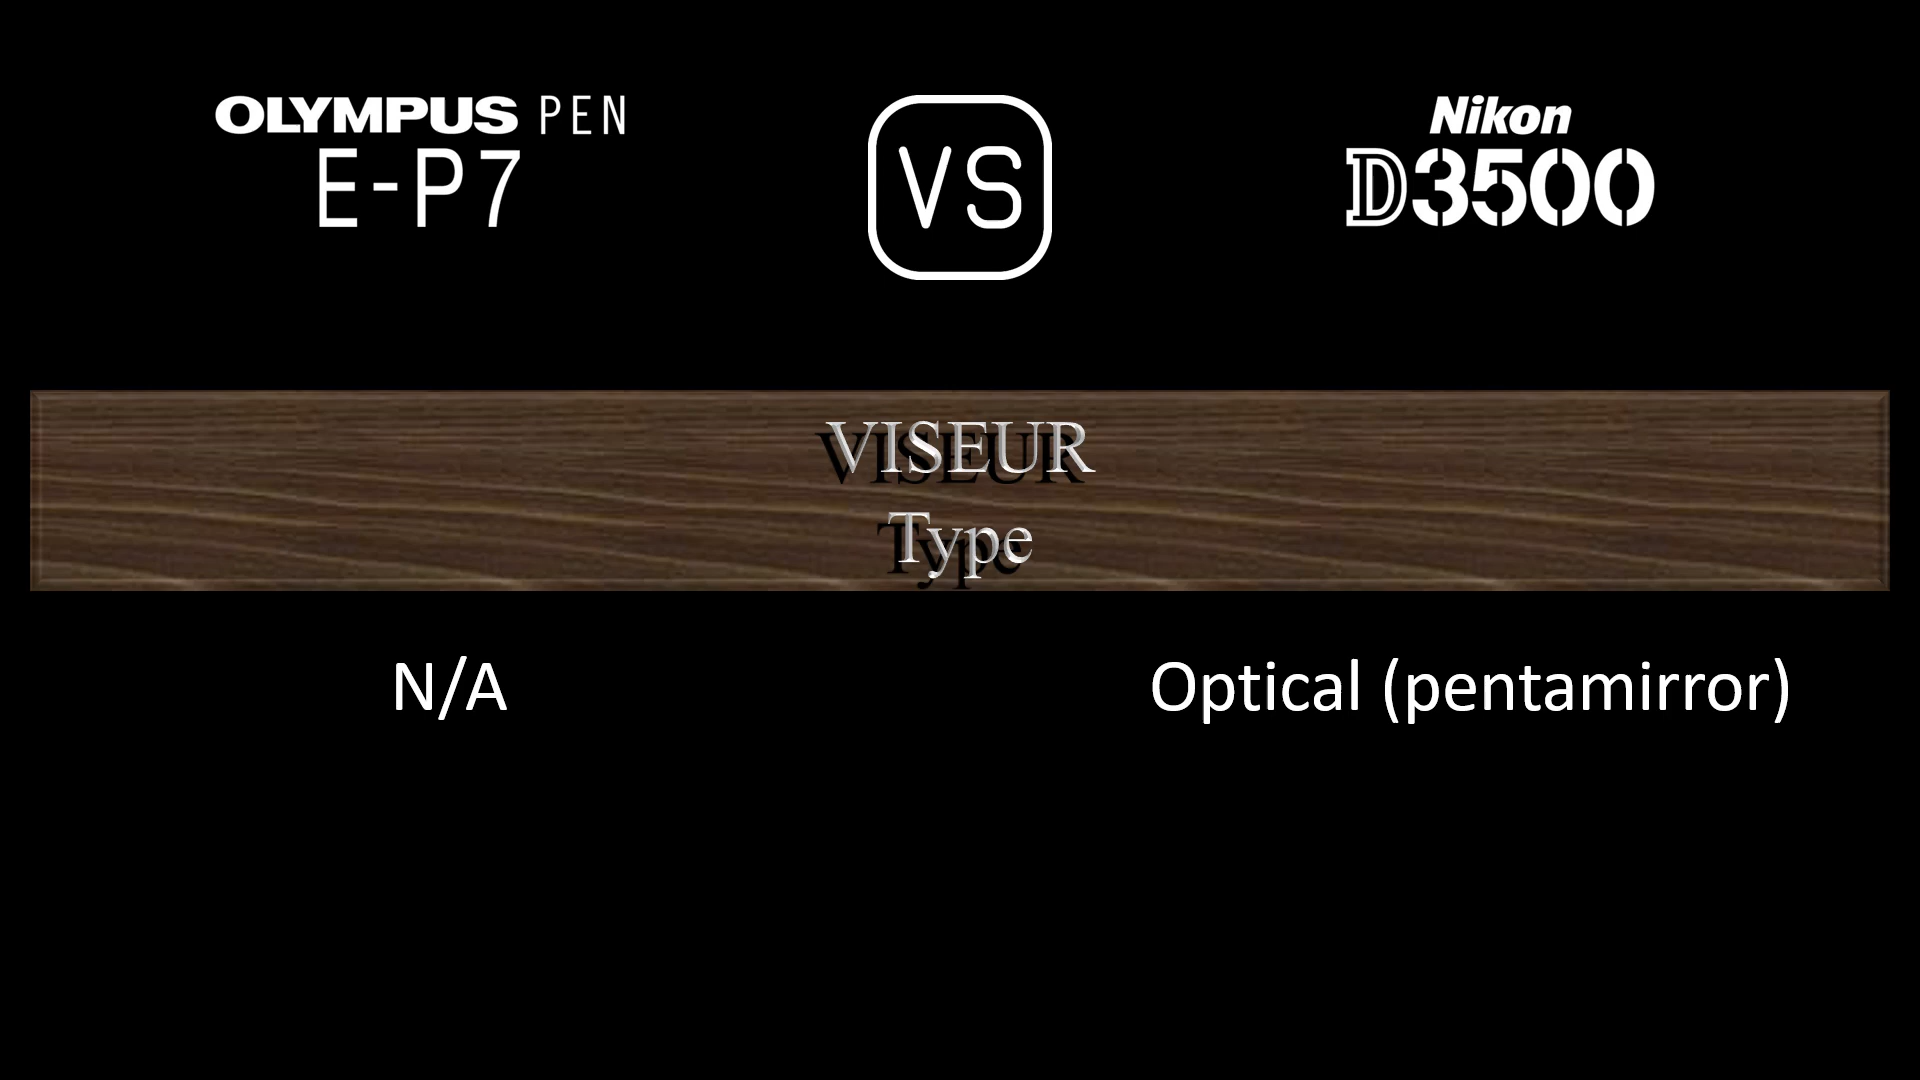 OLYMPUS PEN
E-P7
VS
Nikon
D3500
VISEUR
Type
N/A
Optical (pentamirror)